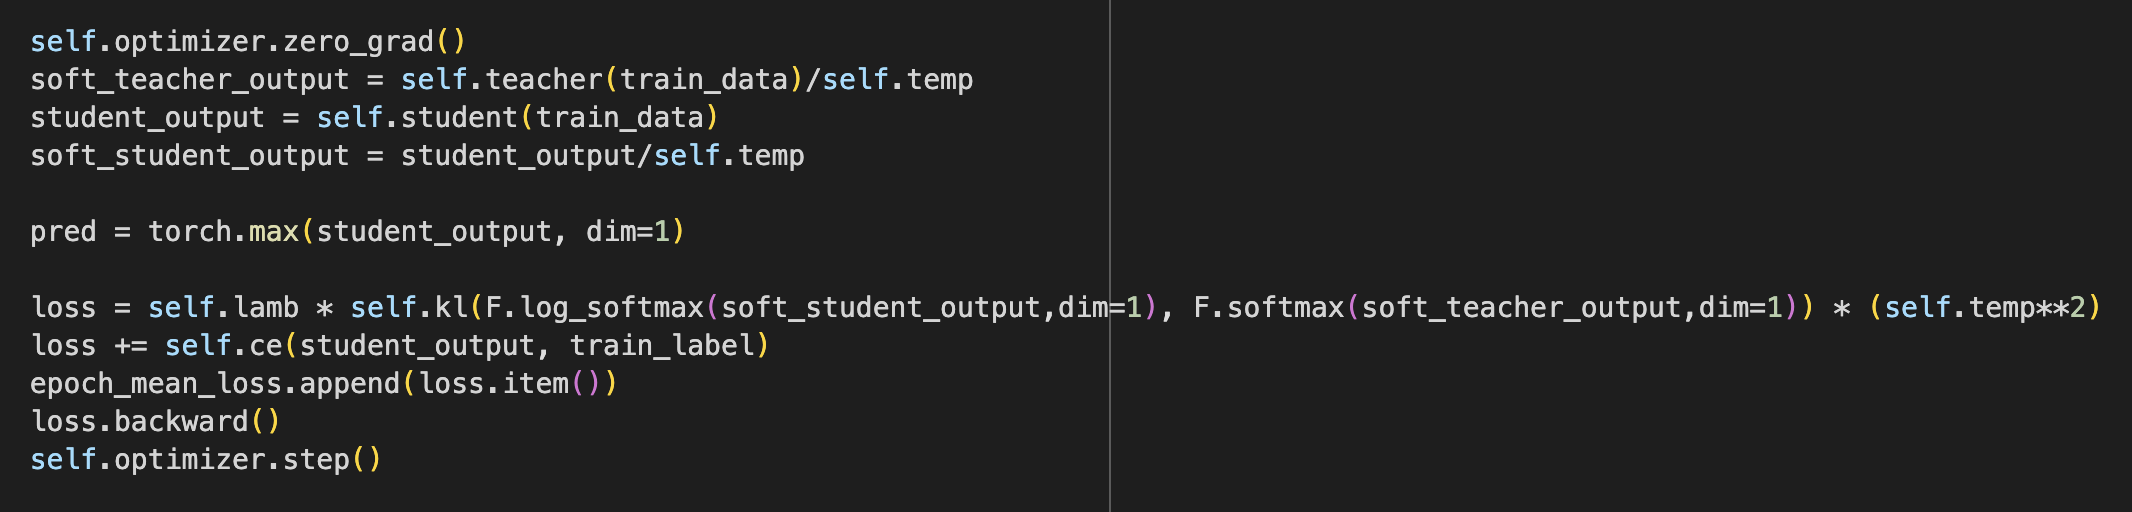 self.optimizer.zero_grad()
soft_teacher_output = self.teacher(train_data)/self.temp
student_output = self.student(train_data)
soft_student_output = student_output/self.temp
pred = torch.max(student_output, dim=1)
loss = self.lamb * self.kl(F.log_softmax(soft_student_output,dim=1), F.softmax(soft_teacher_output,dim=1)) * (self.temp**2)
loss += self.ce(student_output, train_label)
epoch_mean_loss.append(loss.item())
loss.backward()
self.optimizer.step()